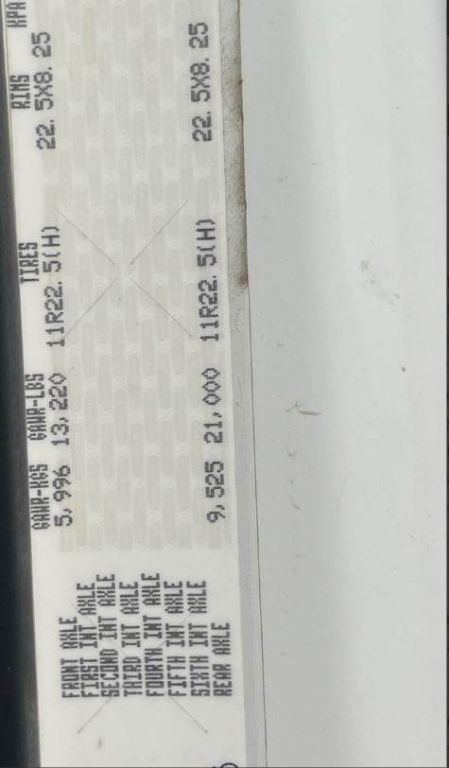 GAWR-KGS GAWR-LBS TIRES RIMS KPA
FRONT AXLE 5,996 13,220 11R22.5(H) 22.5X8.25
FIRST INT AXLE
SECOND INT AXLE
THIRD INT AXLE
FOURTH INT AXLE
FIFTH INT AXLE
SIXTH INT AXLE
REAR AXLE 9,525 21,000 11R22.5(H) 22.5X8.25